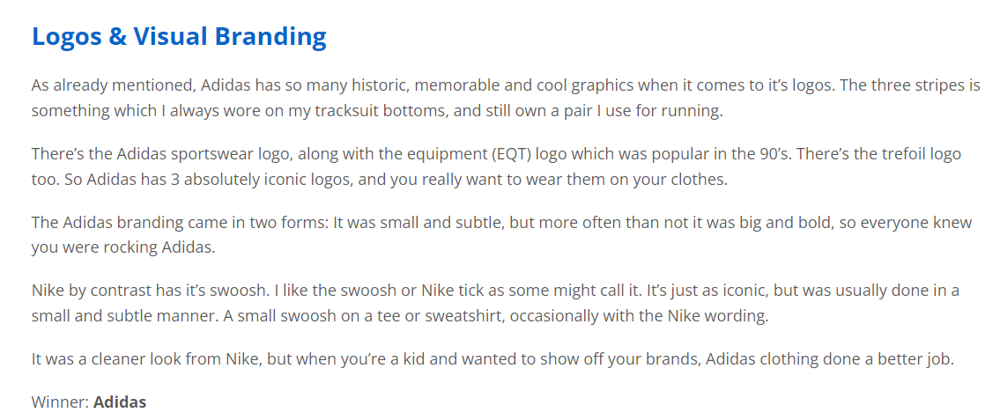 Logos & Visual Branding
As already mentioned, Adidas has so many historic, memorable and cool graphics when it comes to it’s logos. The three stripes is
something which I always wore on my tracksuit bottoms, and still own a pair I use for running.
There’s the Adidas sportswear logo, along with the equipment (EQT) logo which was popular in the 90’s. There’s the trefoil logo
too. So Adidas has 3 absolutely iconic logos, and you really want to wear them on your clothes.
The Adidas branding came in two forms: It was small and subtle, but more often than not it was big and bold, so everyone knew
you were rocking Adidas.
Nike by contrast has it’s swoosh. I like the swoosh or Nike tick as some might call it. It’s just as iconic, but was usually done in a
small and subtle manner. A small swoosh on a tee or sweatshirt, occasionally with the Nike wording.
It was a cleaner look from Nike, but when you’re a kid and wanted to show off your brands, Adidas clothing done a better job.
Winner: Adidas